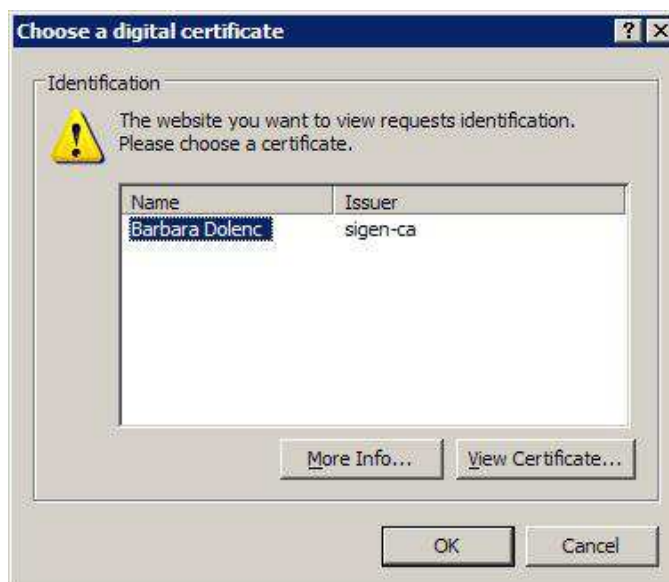 Choose a digital certificate
Identification
The website you want to view requests identification.
Please choose a certificate.
Name Issuer
Barbara Dolenc sigen-ca
More Info... View Certificate...
OK Cancel